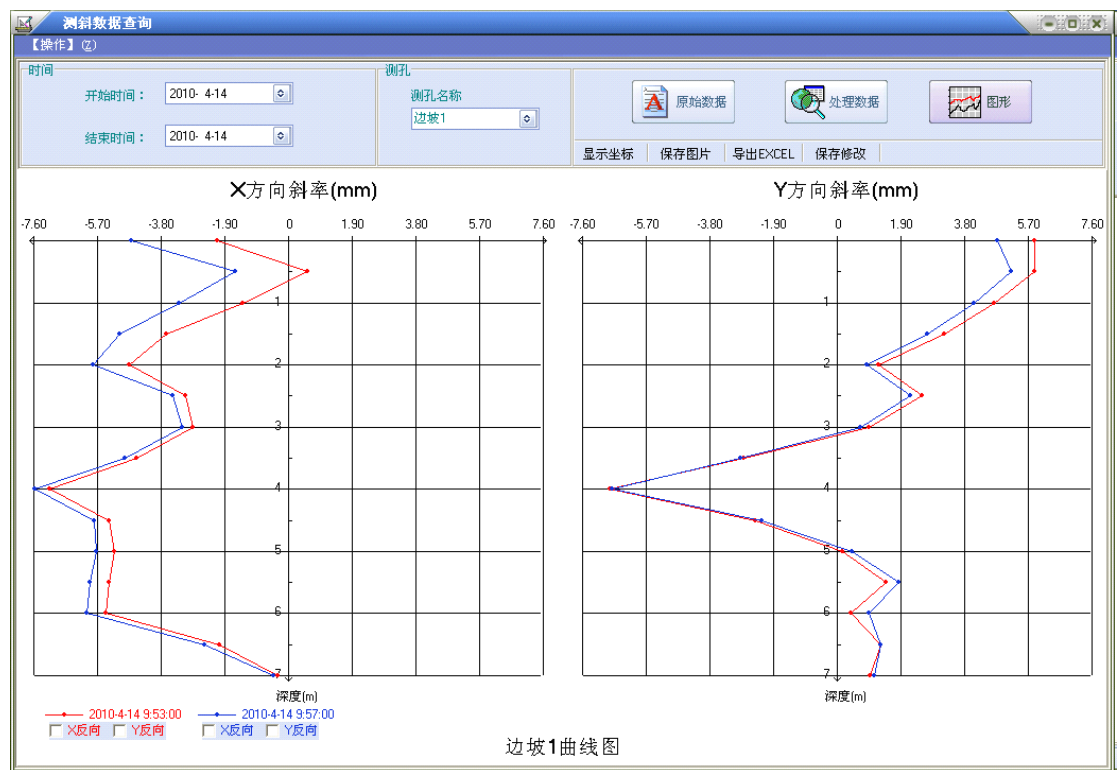 测斜数据查询
【操作】(Z)
时间
测孔
开始时间： 2010- 4-14
测孔名称
边坡1
结束时间： 2010- 4-14
原始数据
处理数据
图形
显示坐标 保存图片 导出EXCEL 保存修改
X方向斜率(mm)
Y方向斜率(mm)
-7.60 -5.70 -3.80 -1.90 0 1.90 3.80 5.70 7.60
-7.60 -5.70 -3.80 -1.90 0 1.90 3.80 5.70 7.60
1 1
2 2
3 3
4 4
5 5
6 6
7 7
深度(m) 深度(m)
2010-4-14 9:53:00 2010-4-14 9:57:00
X反向 Y反向 X反向 Y反向
边坡1曲线图